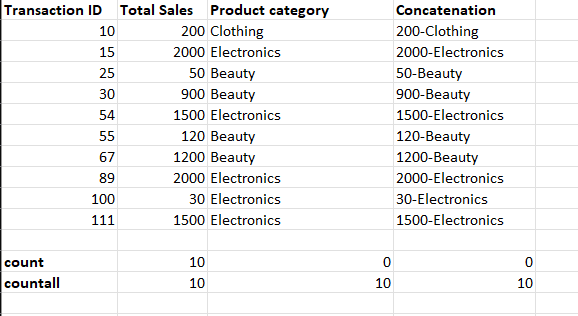 Transaction ID Total Sales Product category Concatenation
10 200 Clothing 200-Clothing
15 2000 Electronics 2000-Electronics
25 50 Beauty 50-Beauty
30 900 Beauty 900-Beauty
54 1500 Electronics 1500-Electronics
55 120 Beauty 120-Beauty
67 1200 Beauty 1200-Beauty
89 2000 Electronics 2000-Electronics
100 30 Electronics 30-Electronics
111 1500 Electronics 1500-Electronics
count 10 0 0
countall 10 10 10